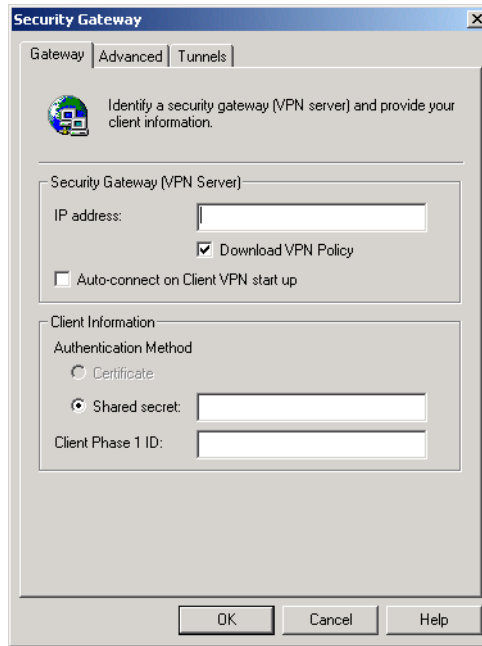 Security Gateway
Gateway Advanced Tunnels
Identify a security gateway (VPN server) and provide your
client information.
Security Gateway (VPN Server)
IP address:
Download VPN Policy
Auto-connect on Client VPN start up
Client Information
Authentication Method
Certificate
Shared secret:
Client Phase 1 ID:
OK Cancel Help